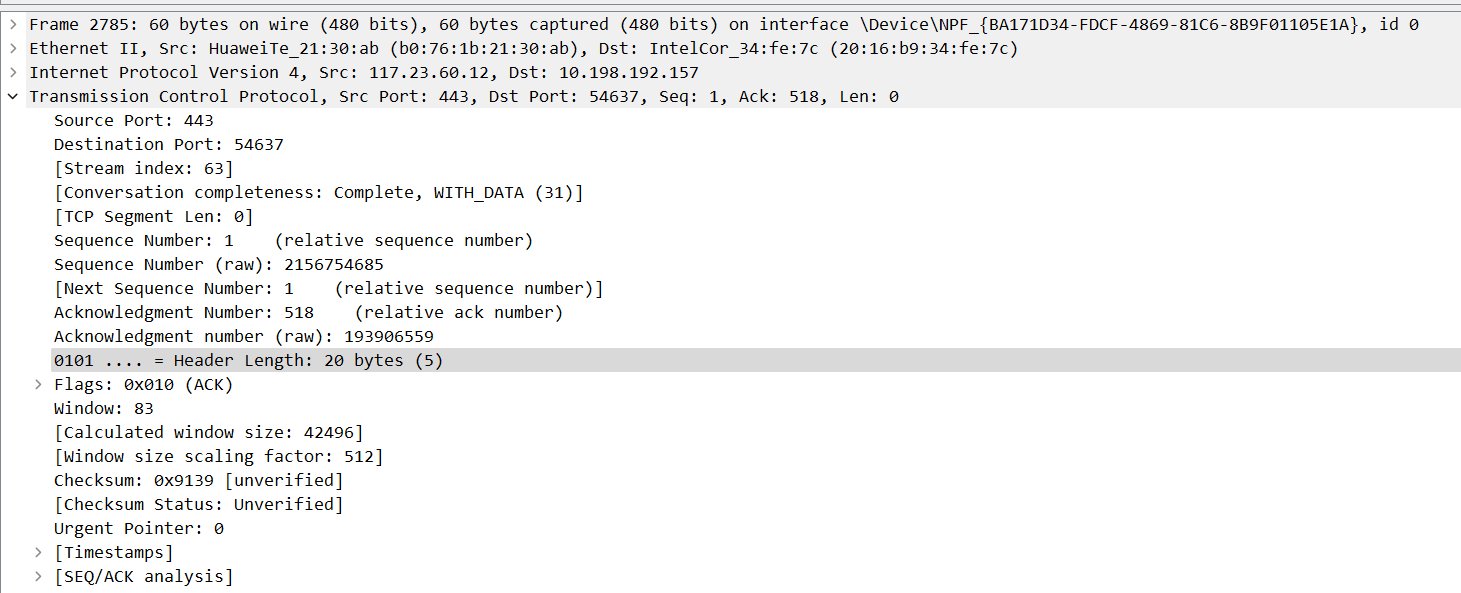 Frame 2785: 60 bytes on wire (480 bits), 60 bytes captured (480 bits) on interface \Device\NPF_{BA171D34-FDCF-4869-81C6-8B9F01105E1A}, id 0
Ethernet II, Src: HuaweiTe_21:30:ab (b0:76:1b:21:30:ab), Dst: IntelCor_34:fe:7c (20:16:b9:34:fe:7c)
Internet Protocol Version 4, Src: 117.23.60.12, Dst: 10.198.192.157
Transmission Control Protocol, Src Port: 443, Dst Port: 54637, Seq: 1, Ack: 518, Len: 0
Source Port: 443
Destination Port: 54637
[Stream index: 63]
[Conversation completeness: Complete, WITH_DATA (31)]
[TCP Segment Len: 0]
Sequence Number: 1    (relative sequence number)
Sequence Number (raw): 2156754685
[Next Sequence Number: 1    (relative sequence number)]
Acknowledgment Number: 518    (relative ack number)
Acknowledgment number (raw): 193906559
0101 .... = Header Length: 20 bytes (5)
Flags: 0x010 (ACK)
Window: 83
[Calculated window size: 42496]
[Window size scaling factor: 512]
Checksum: 0x9139 [unverified]
[Checksum Status: Unverified]
Urgent Pointer: 0
[Timestamps]
[SEQ/ACK analysis]